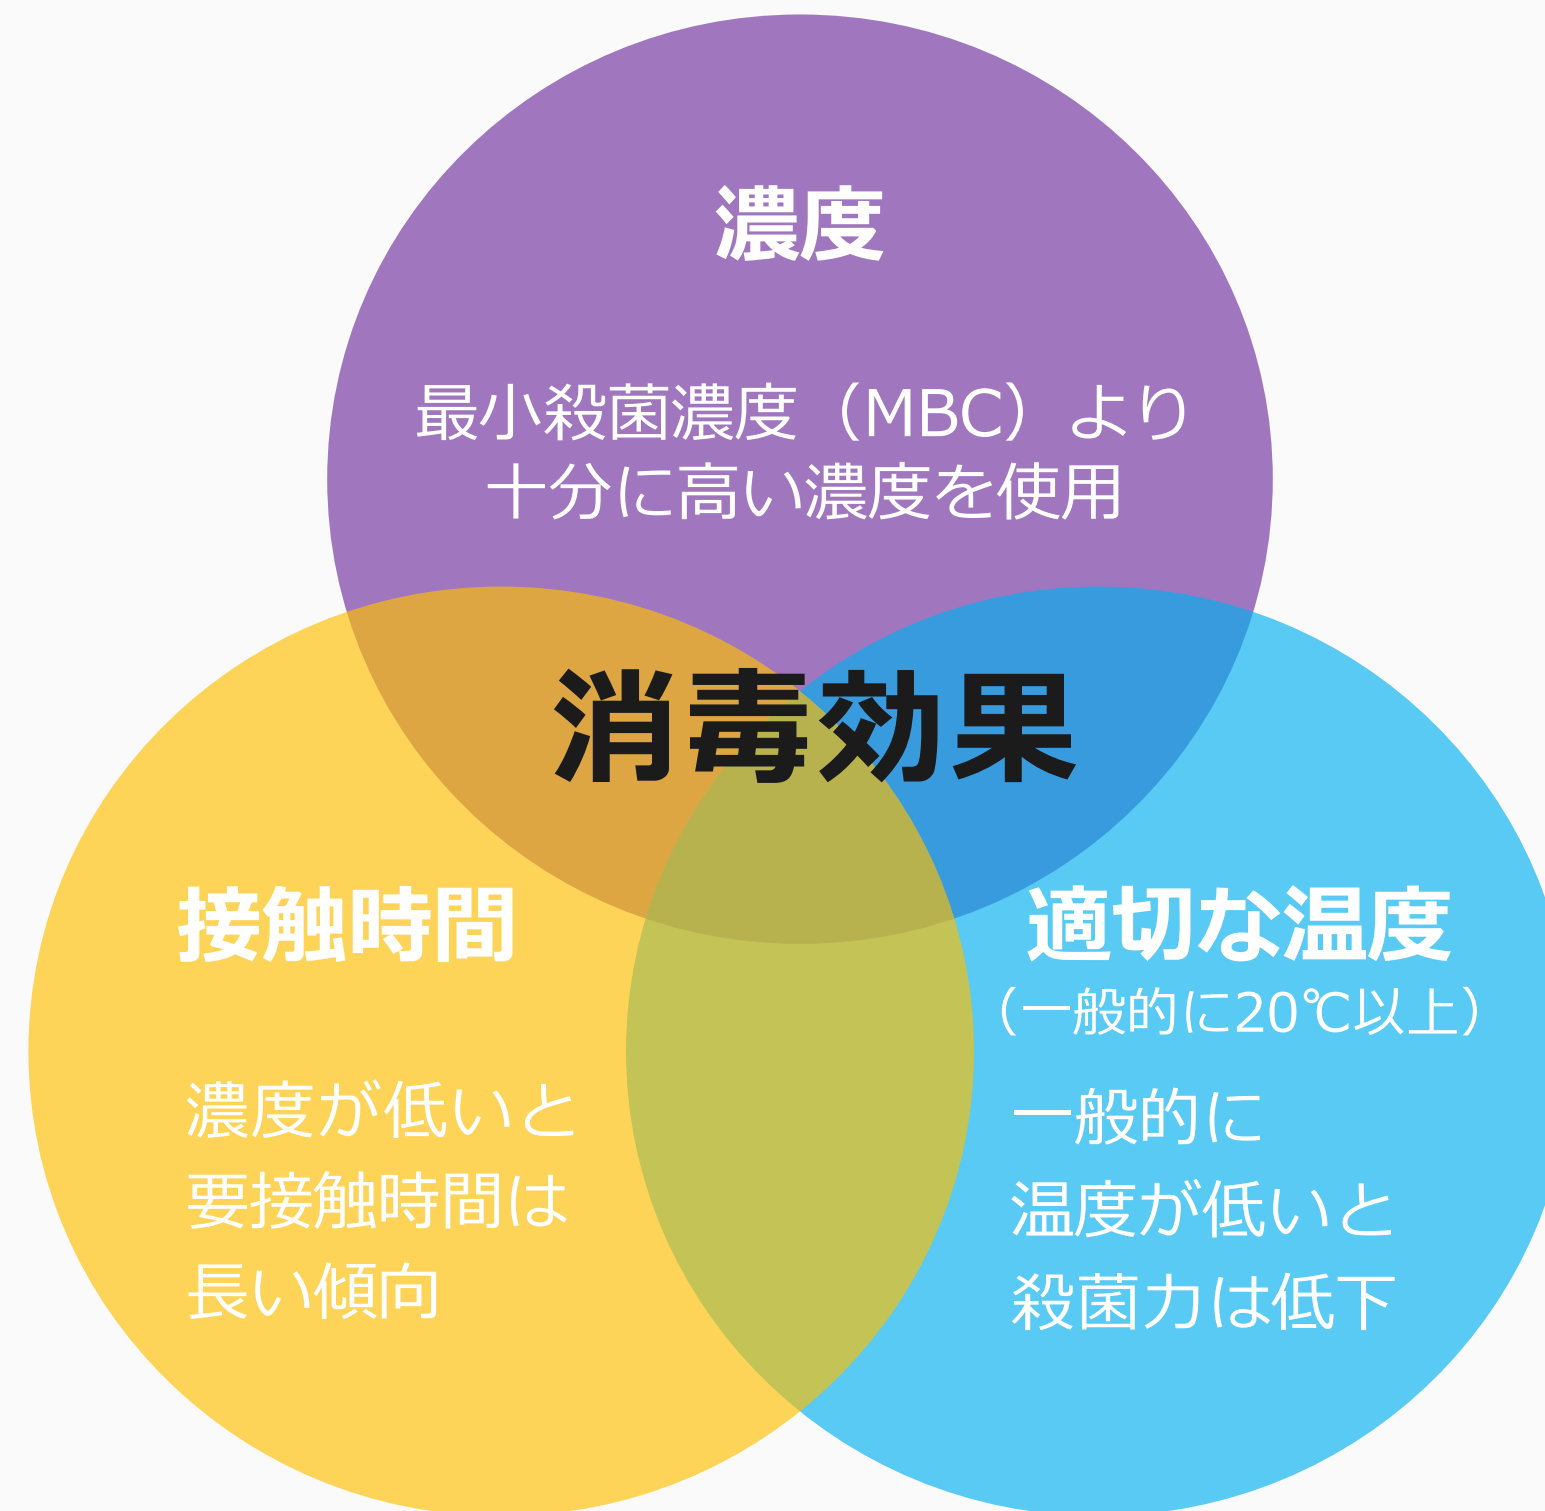 濃度
最小殺菌濃度（MBC）より
十分に高い濃度を使用
消毒効果
接触時間
濃度が低いと
要接触時間は
長い傾向
適切な温度
（一般的に20℃以上）
一般的に
温度が低いと
殺菌力は低下